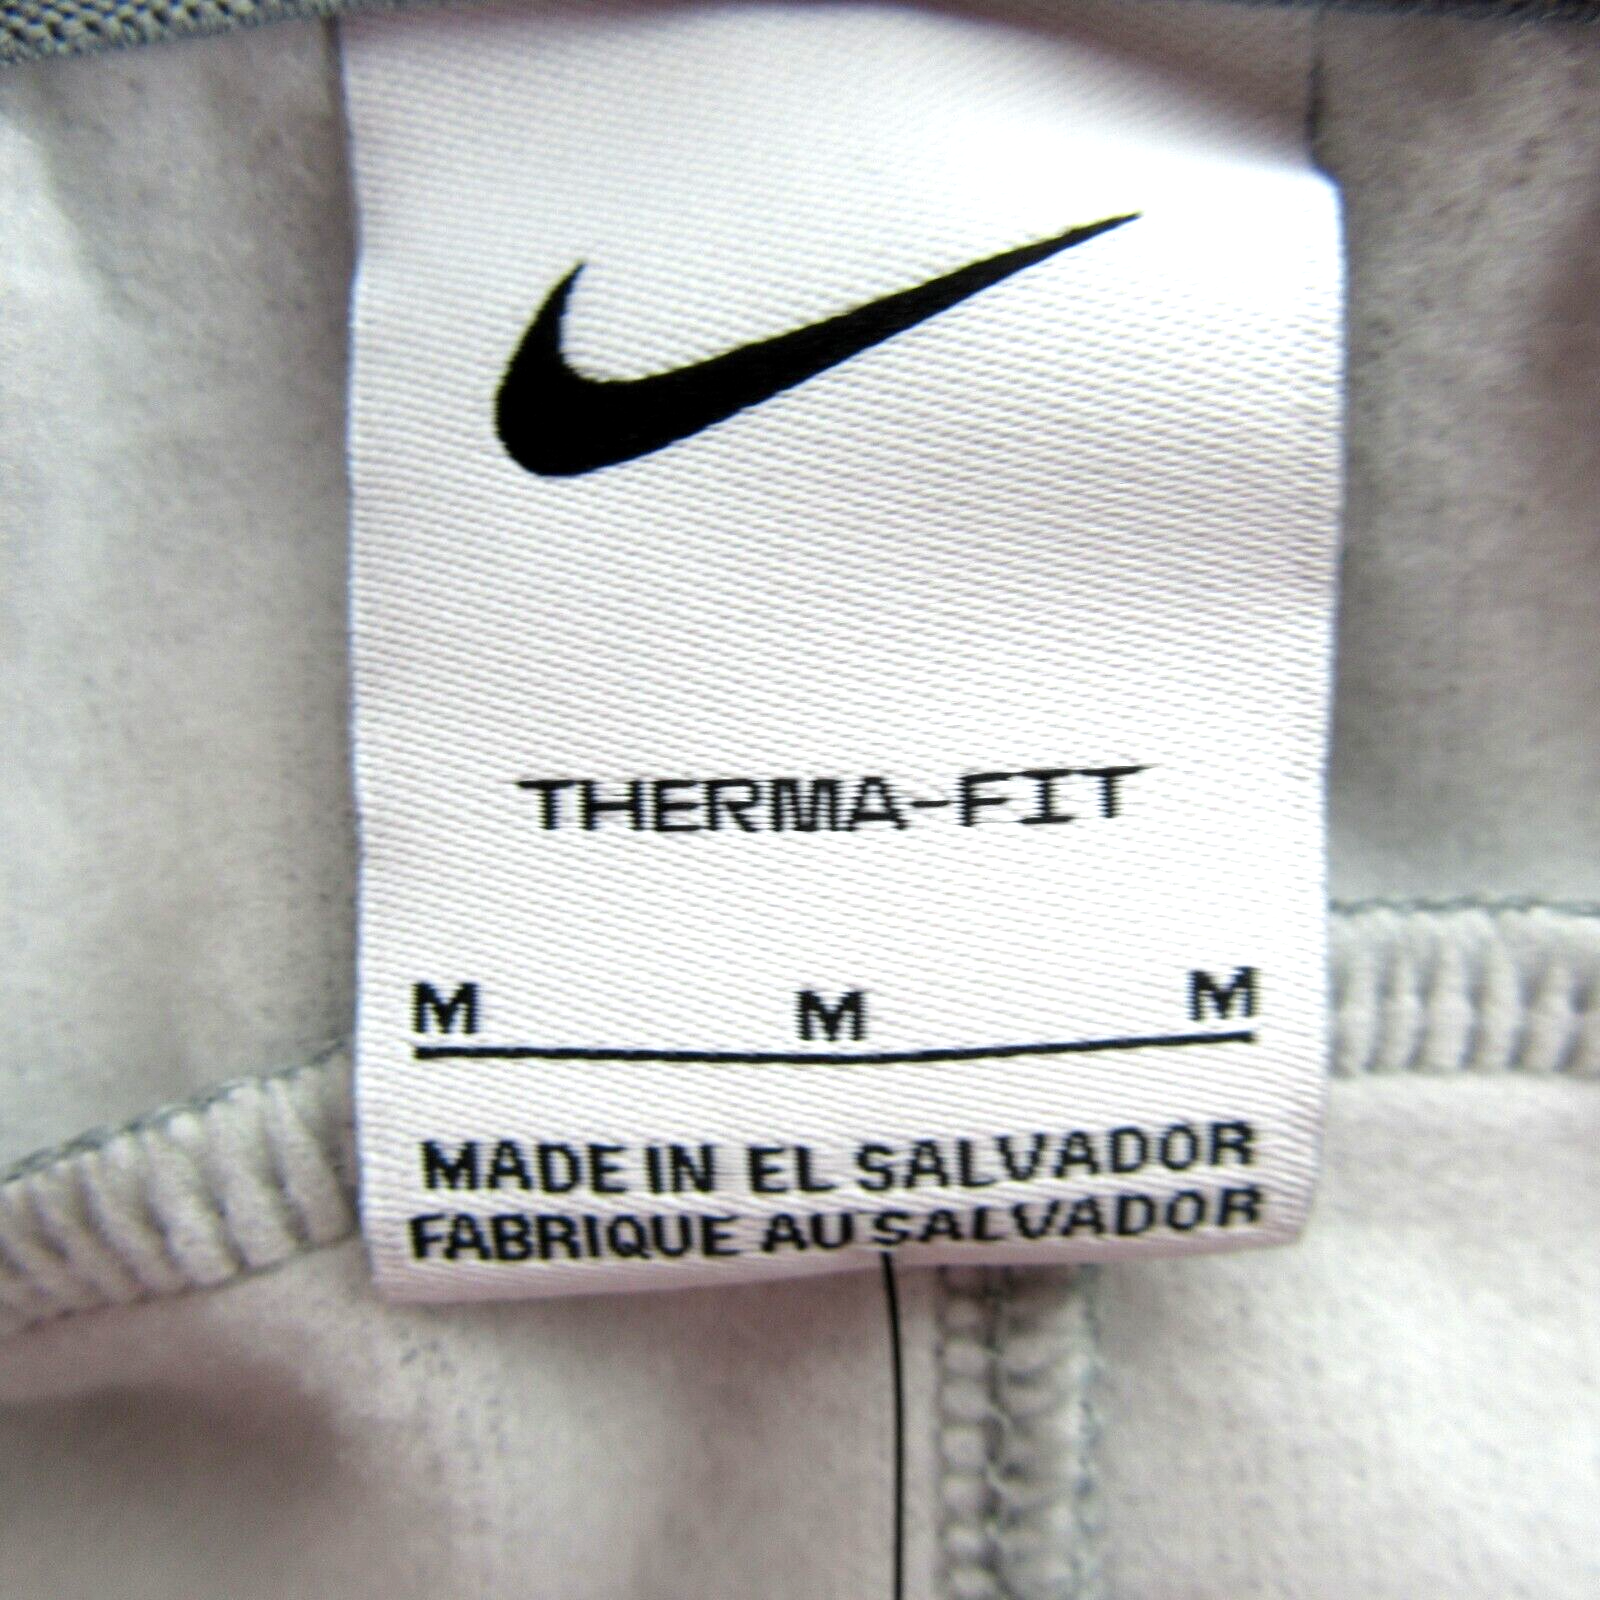 THERMA-FIT
M M M
MADE IN EL SALVADOR
FABRIQUE AU SALVADOR